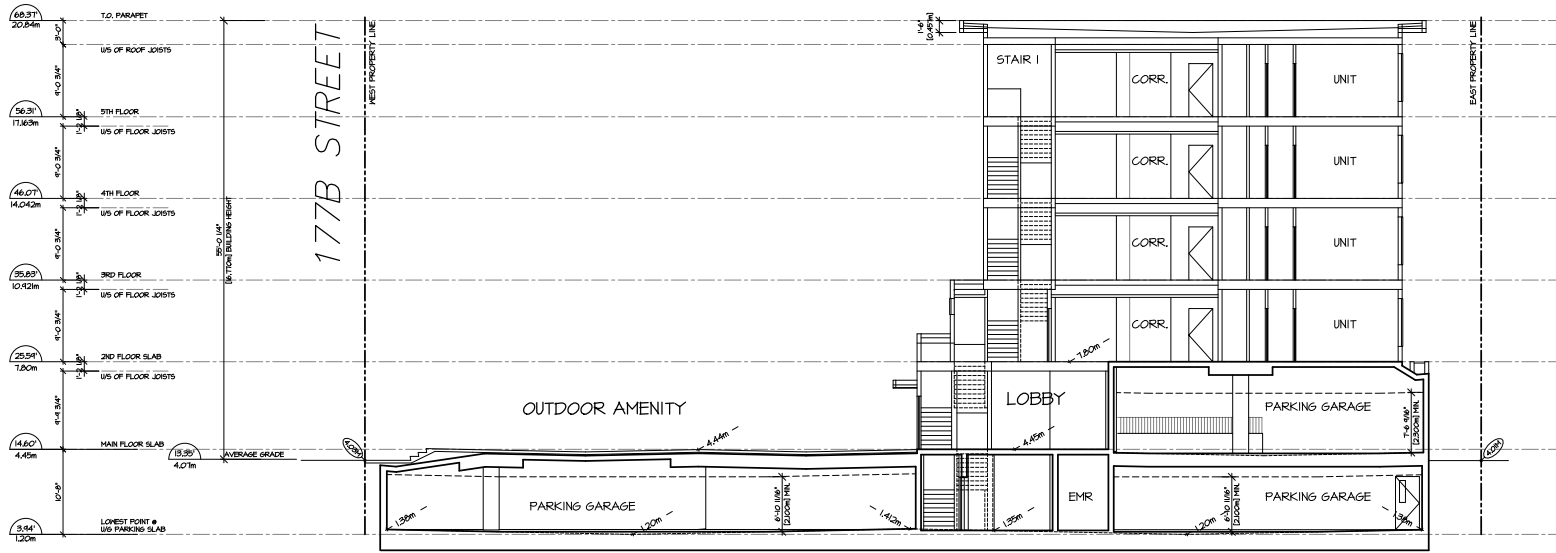 68.37'
20.84m
3'-0"
T.O. PARAPET
U/S OF ROOF JOISTS
9'-0 3/4"
56.31'
17.163m
5TH FLOOR
1'-2 1/8"
U/S OF FLOOR JOISTS
9'-0 3/4"
46.07'
14.042m
4TH FLOOR
1'-2 1/8"
U/S OF FLOOR JOISTS
9'-0 3/4"
35.83'
10.921m
3RD FLOOR
1'-2 1/8"
U/S OF FLOOR JOISTS
9'-0 3/4"
25.59'
7.80m
2ND FLOOR SLAB
1'-2 1/8"
U/S OF FLOOR JOISTS
9'-9 3/4"
14.60'
4.45m
MAIN FLOOR SLAB
13.35'
4.07m
AVERAGE GRADE
10'-8"
3.94'
1.20m
LOWEST POINT @
U/G PARKING SLAB
55'-0 1/4"
[16.770m] BUILDING HEIGHT
177B STREET
WEST PROPERTY LINE
EAST PROPERTY LINE
1'-6"
[0.457m]
STAIR 1
CORR.
UNIT
CORR.
UNIT
CORR.
UNIT
CORR.
UNIT
7.80m
OUTDOOR AMENITY
LOBBY
PARKING GARAGE
7'-6 9/16"
[2.300m] MIN.
4.44m
4.45m
PARKING GARAGE
6'-10 11/16"
[2.100m] MIN.
1.38m
1.20m
1.412m
1.35m
EMR
PARKING GARAGE
6'-10 11/16"
[2.100m] MIN.
1.20m